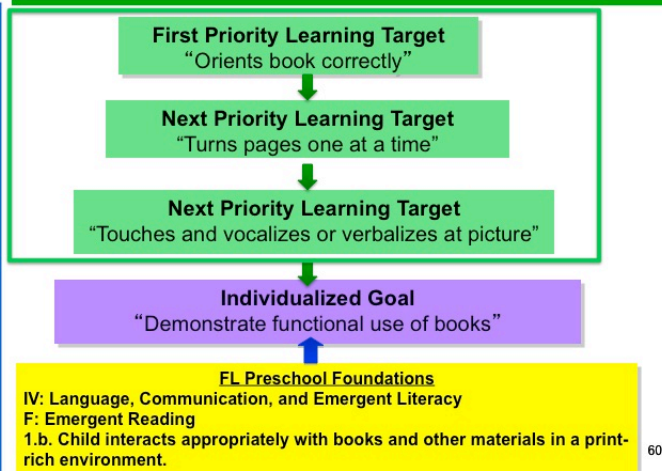 First Priority Learning Target
“Orients book correctly”
Next Priority Learning Target
“Turns pages one at a time”
Next Priority Learning Target
“Touches and vocalizes or verbalizes at picture”
Individualized Goal
“Demonstrate functional use of books”
FL Preschool Foundations
IV: Language, Communication, and Emergent Literacy
F: Emergent Reading
1.b. Child interacts appropriately with books and other materials in a print-
rich environment.
60